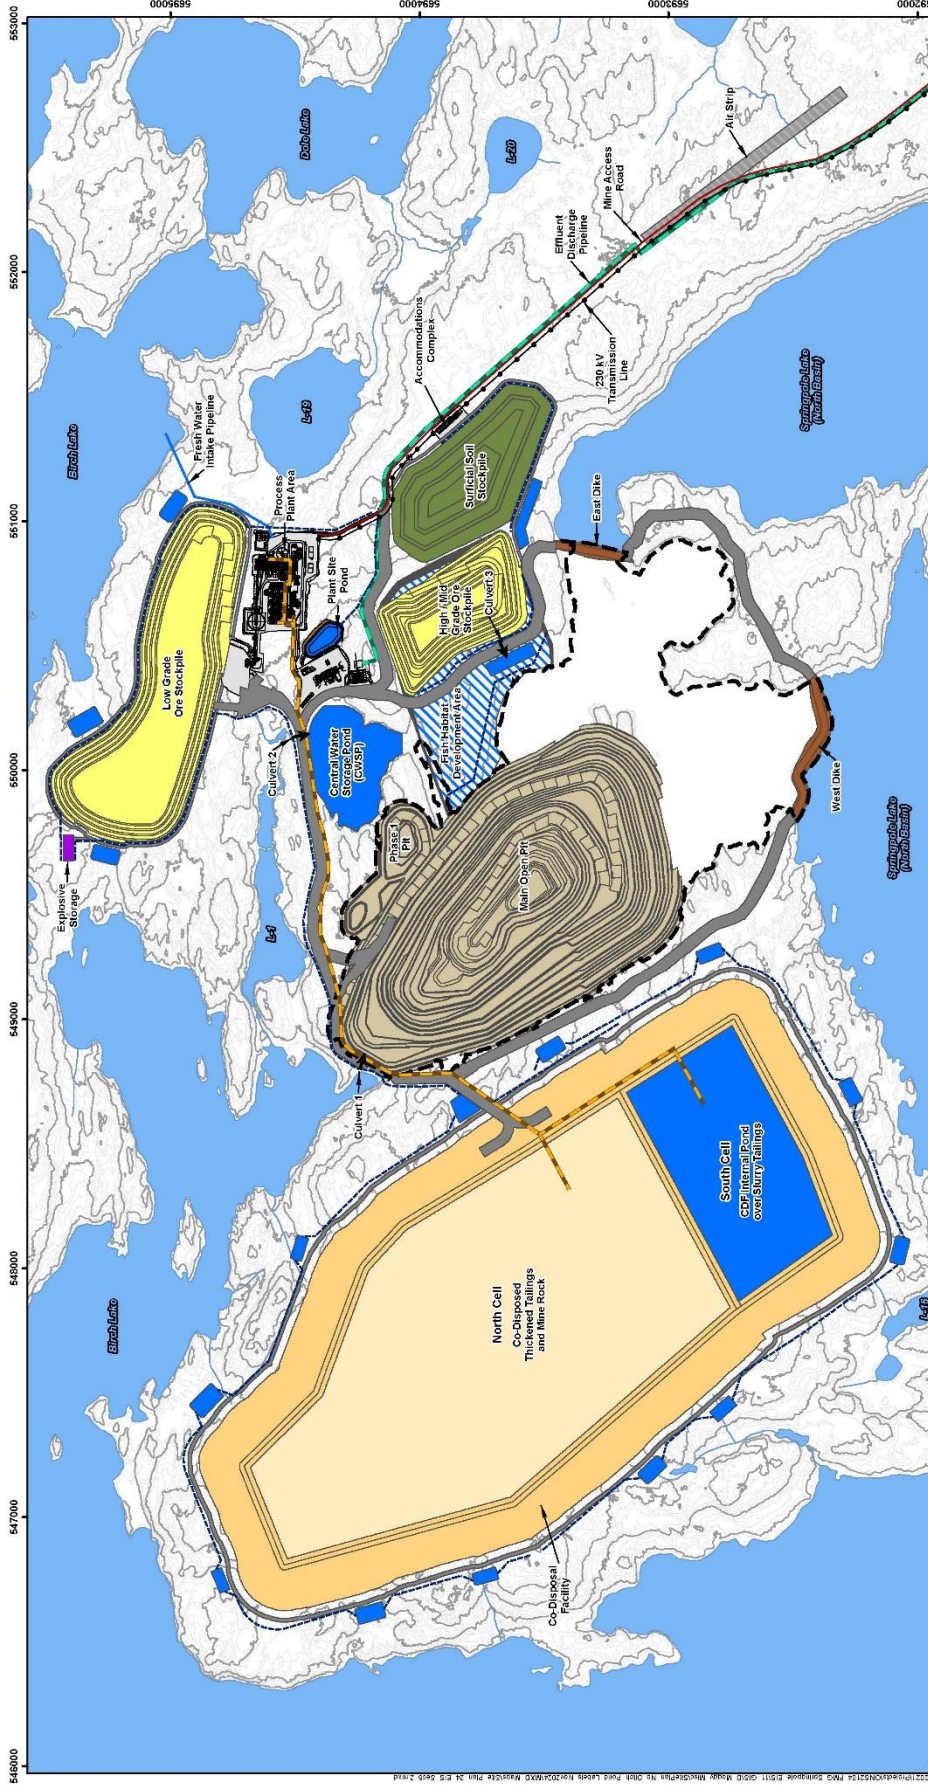 553000
552000
551000
550000
549000
548000
547000
546000
5695000
5694000
5693000
Birch Lake
Dole Lake
L-20
L-19
Fresh Water
Intake Pipeline
Process
Plant Area
Plant Site
Pond
Low Grade
Ore Stockpile
Explosive
Storage
Culvert 2
Central Water
Storage Pond
(CWSP)
L-1
Accommodations
Complex
Effluent
Discharge
Pipeline
Mine Access
Road
Air Strip
230 kV
Transmission
Line
Surficial Soil
Stockpile
High / Mid
Grade Ore
Stockpile
Culvert 3
Fish Habitat
Development Area
East Dike
West Dike
Springpole Lake
(North Basin)
Springpole Lake
(North Basin)
Phase 1
Pit
Main Open Pit
Culvert 1
Birch Lake
North Cell
Co-Disposed
Thickened Tailings
and Mine Rock
South Cell
CDF Internal Pond
over Slurry Tailings
Co-Disposal
Facility
L-16